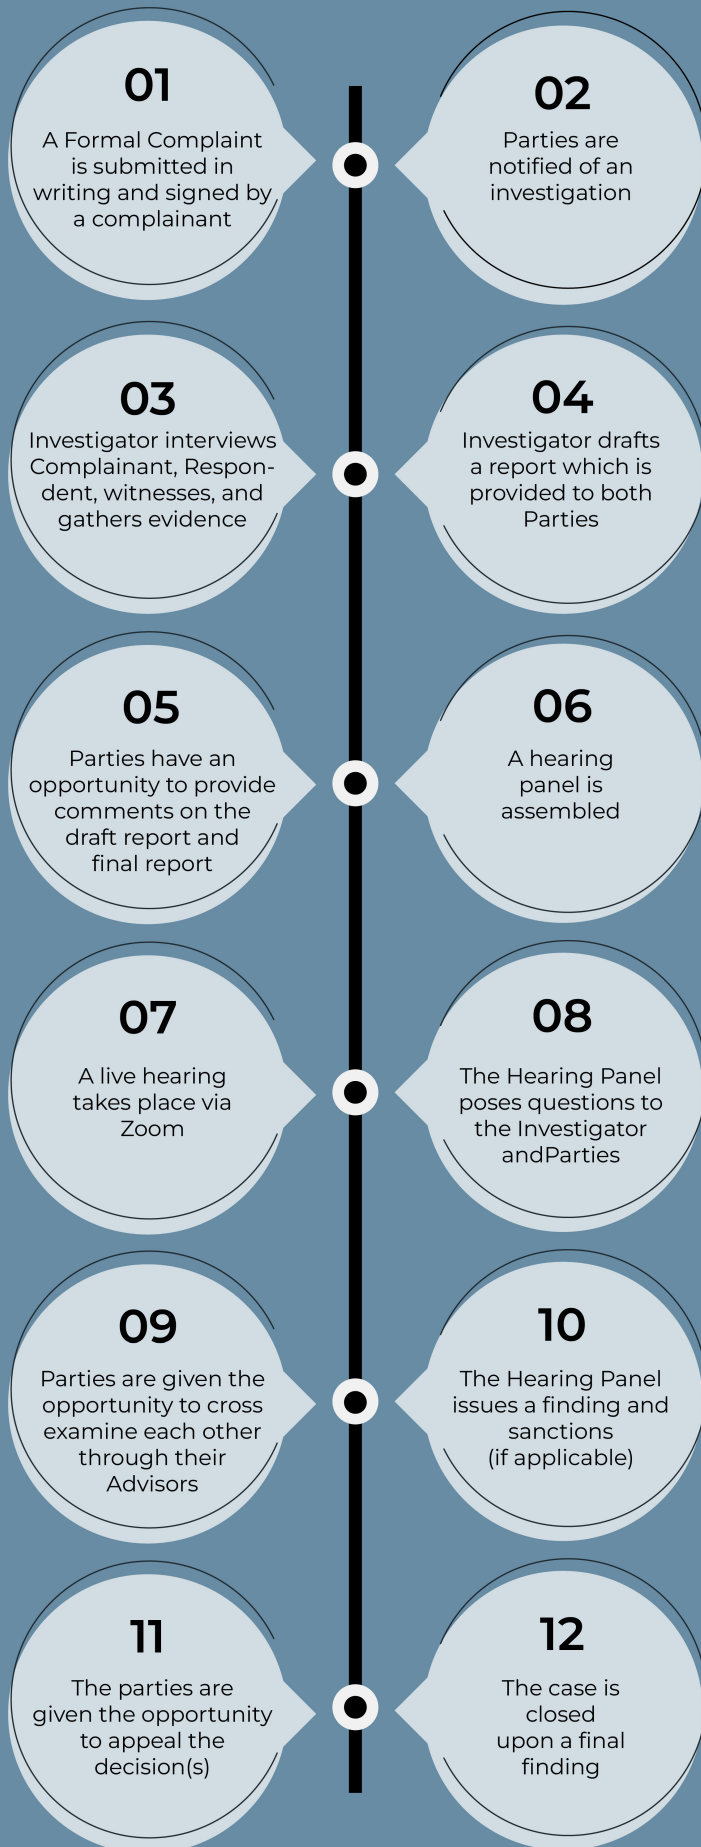 01
A Formal Complaint
is submitted in
writing and signed by
a complainant
02
Parties are
notified of an
investigation
03
Investigator interviews
Complainant, Respon-
dent, witnesses, and
gathers evidence
04
Investigator drafts
a report which is
provided to both
Parties
05
Parties have an
opportunity to provide
comments on the
draft report and
final report
06
A hearing
panel is
assembled
07
A live hearing
takes place via
Zoom
08
The Hearing Panel
poses questions to
the Investigator
andParties
09
Parties are given the
opportunity to cross
examine each other
through their
Advisors
10
The Hearing Panel
issues a finding and
sanctions
(if applicable)
11
The parties are
given the opportunity
to appeal the
decision(s)
12
The case is
closed
upon a final
finding